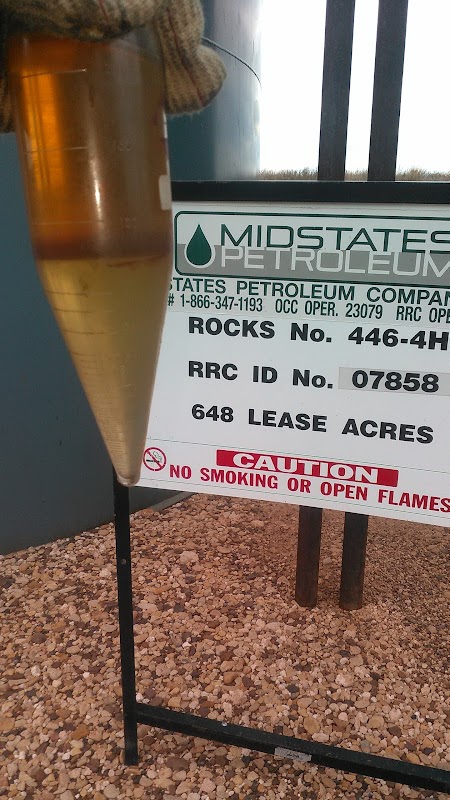 MIDSTATES
PETROLEUM
STATES PETROLEUM COMPAN
# 1-866-347-1193 OCC OPER. 23079 RRC OPE
ROCKS No. 446-4H
RRC ID No. 07858
648 LEASE ACRES
CAUTION
NO SMOKING OR OPEN FLAMES